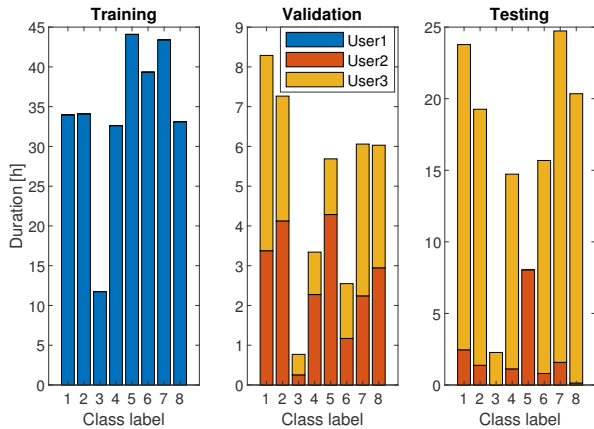 Training
Validation
Testing
Duration [h]
45
40
35
30
25
20
15
10
5
0
1 2 3 4 5 6 7 8
Class label
9
8
7
6
5
4
3
2
1
0
User1
User2
User3
1 2 3 4 5 6 7 8
Class label
25
20
15
10
5
0
1 2 3 4 5 6 7 8
Class label